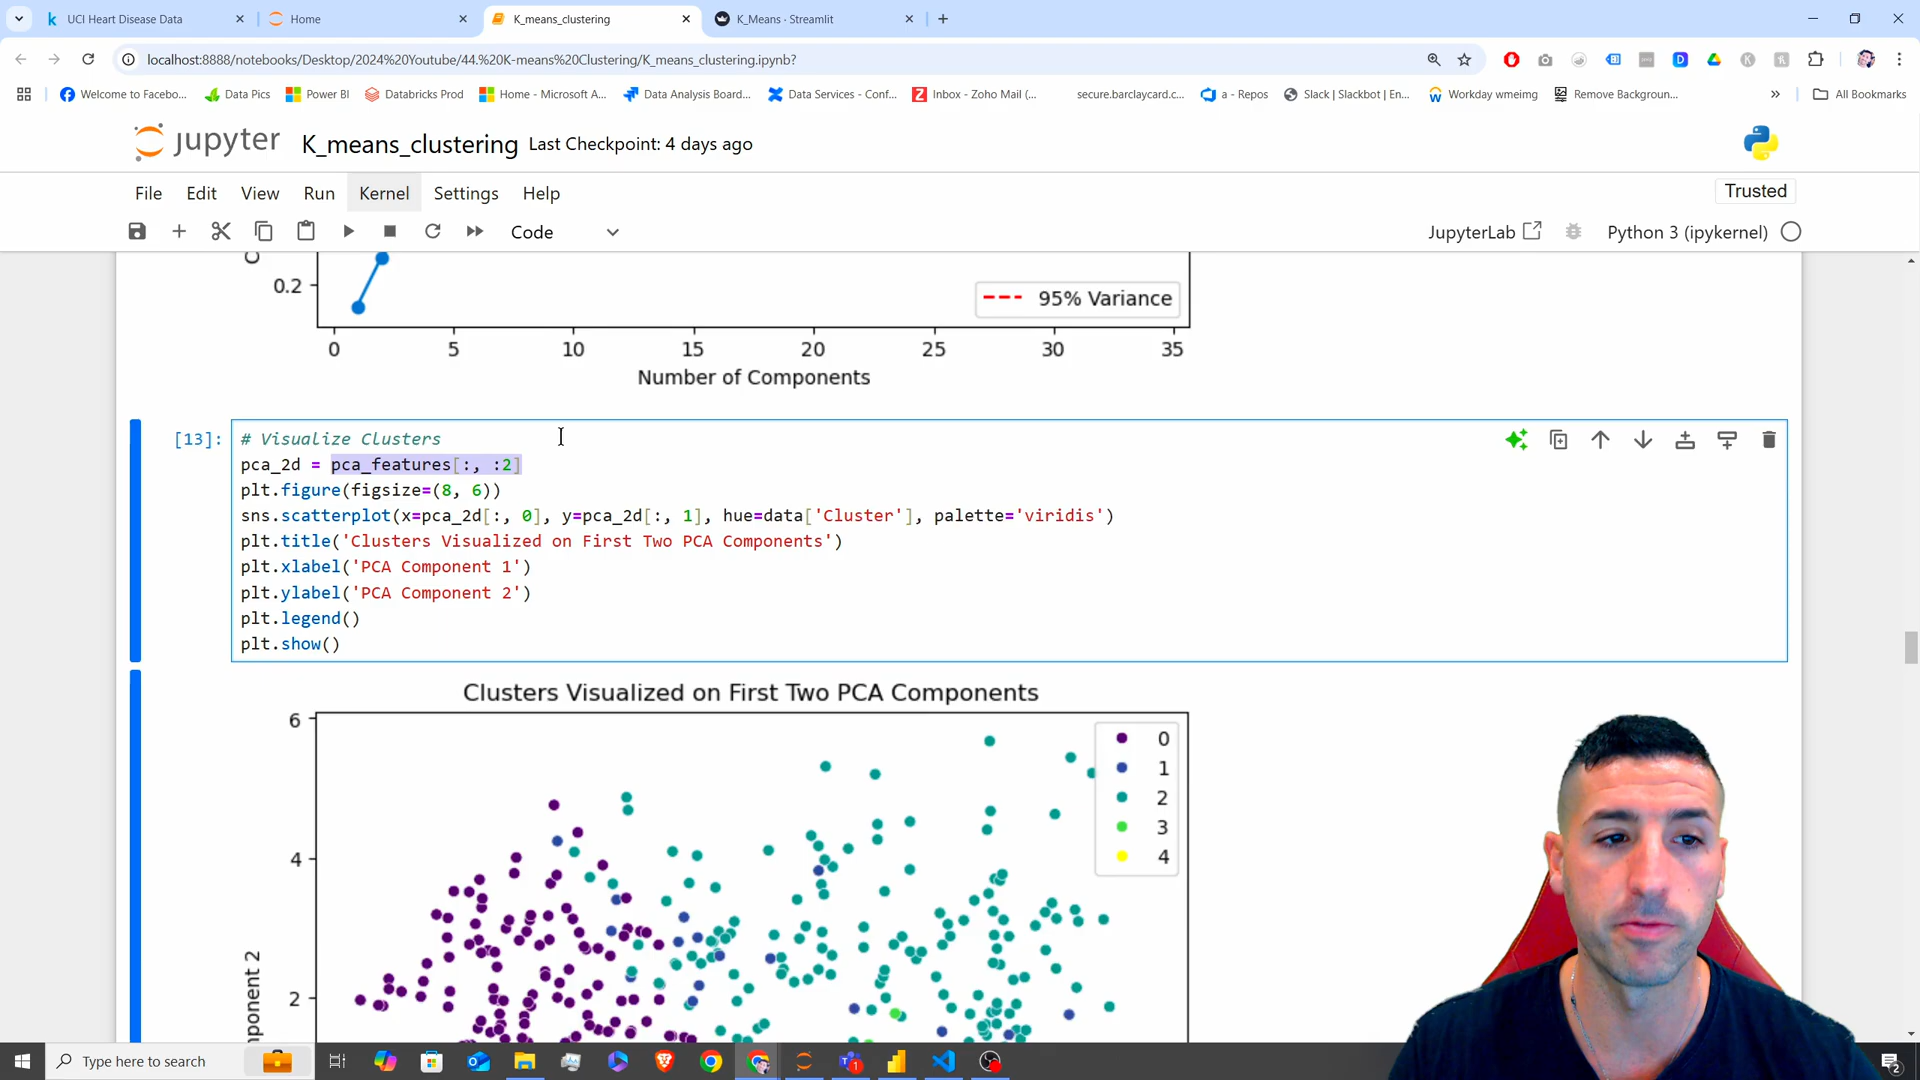 UCI Heart Disease Data
Home
K_means_clustering
K_Means · Streamlit
localhost:8888/notebooks/Desktop/2024%20Youtube/44.%20K-means%20Clustering/K_means_clustering.ipynb?
Welcome to Facebo...
Data Pics
Power BI
Databricks Prod
Home - Microsoft A...
Data Analysis Board...
Data Services - Conf...
Inbox - Zoho Mail (...
secure.barclaycard.c...
a - Repos
Slack | Slackbot | En...
Workday wmeimg
Remove Backgroun...
All Bookmarks
jupyter
K_means_clustering
Last Checkpoint: 4 days ago
File
Edit
View
Run
Kernel
Settings
Help
Trusted
Code
JupyterLab
Python 3 (ipykernel)
C
0.2
95% Variance
0 5 10 15 20 25 30 35
Number of Components
[13]:
# Visualize Clusters
pca_2d = pca_features[:, :2]
plt.figure(figsize=(8, 6))
sns.scatterplot(x=pca_2d[:, 0], y=pca_2d[:, 1], hue=data['Cluster'], palette='viridis')
plt.title('Clusters Visualized on First Two PCA Components')
plt.xlabel('PCA Component 1')
plt.ylabel('PCA Component 2')
plt.legend()
plt.show()
Clusters Visualized on First Two PCA Components
6
4
2
mponent 2
0
1
2
3
4
Type here to search
1
2